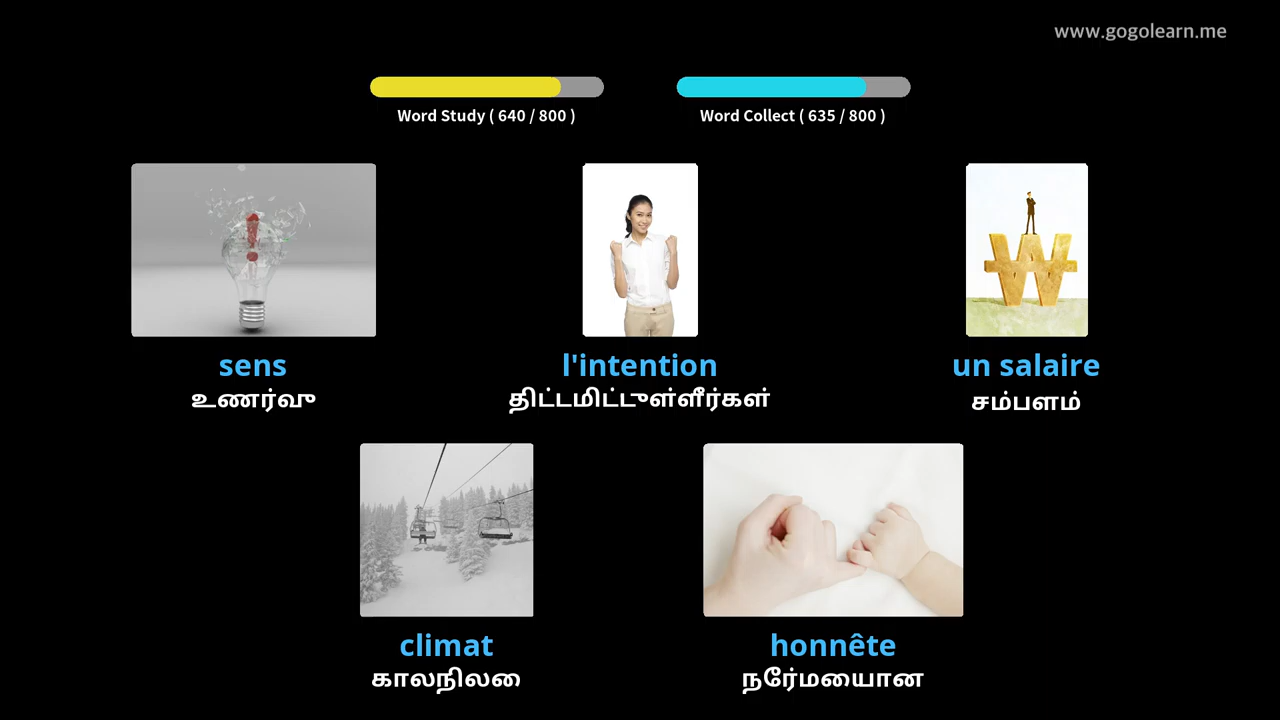 www.gogolearn.me
Word Study ( 640 / 800 )
Word Collect ( 635 / 800 )
sens
உணர்வு
l'intention
திட்டமிட்டுள்ளீர்கள்
un salaire
சம்பளம்
climat
காலநிலை
honnête
நேர்மையான